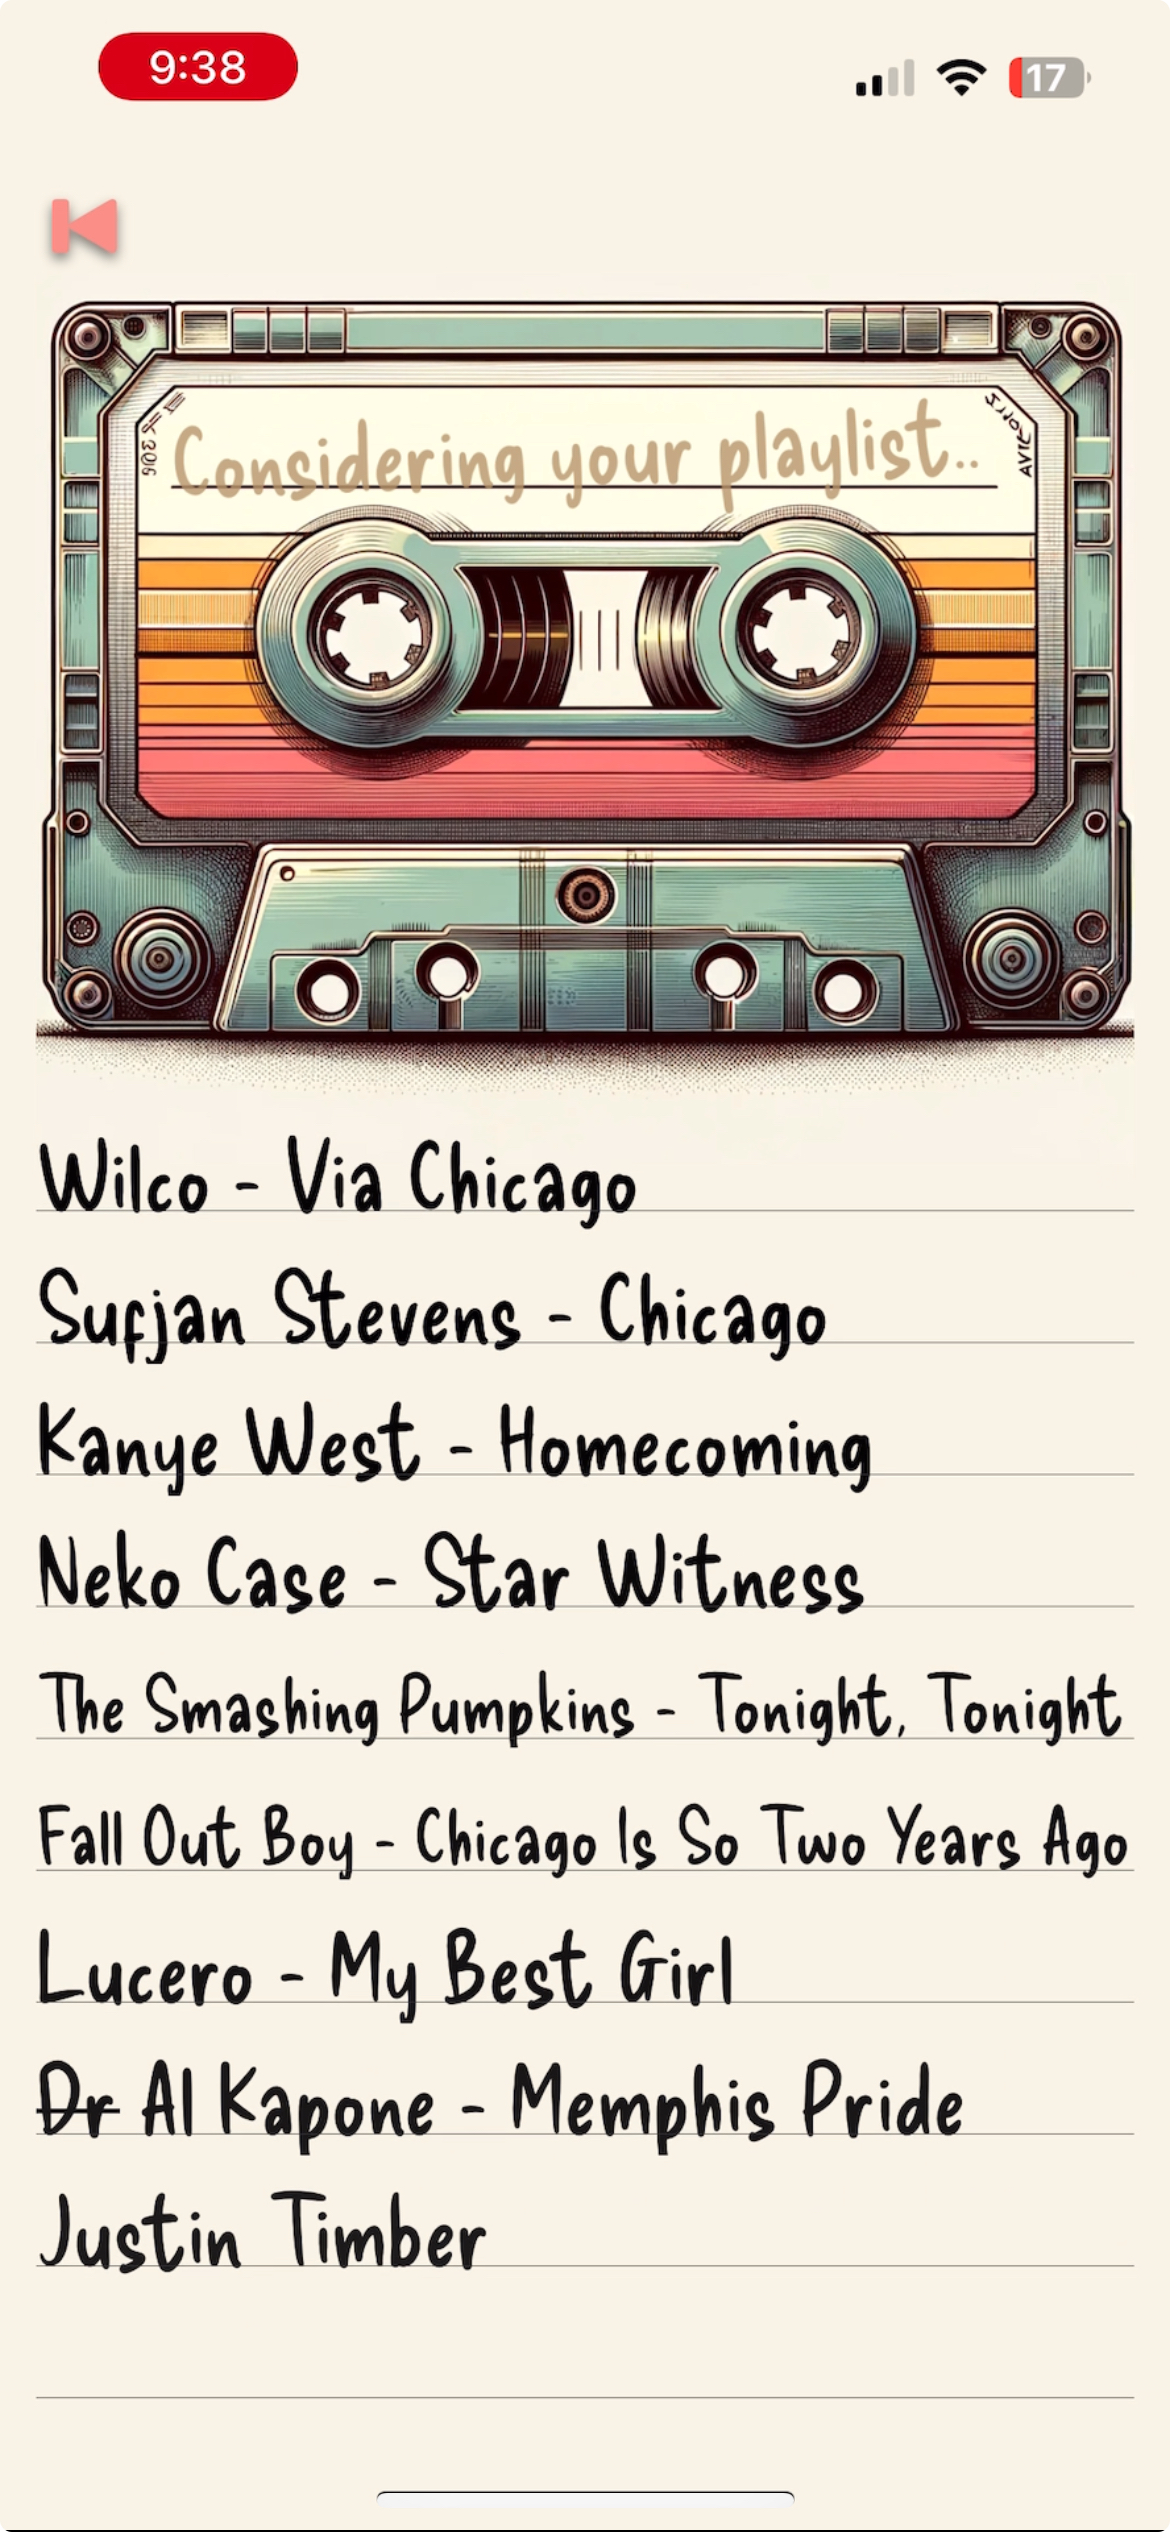 9:38
17
Considering your playlist..
Wilco - Via Chicago
Sufjan Stevens - Chicago
Kanye West - Homecoming
Neko Case - Star Witness
The Smashing Pumpkins - Tonight, Tonight
Fall Out Boy - Chicago Is So Two Years Ago
Lucero - My Best Girl
Dr Al Kapone - Memphis Pride
Justin Timber